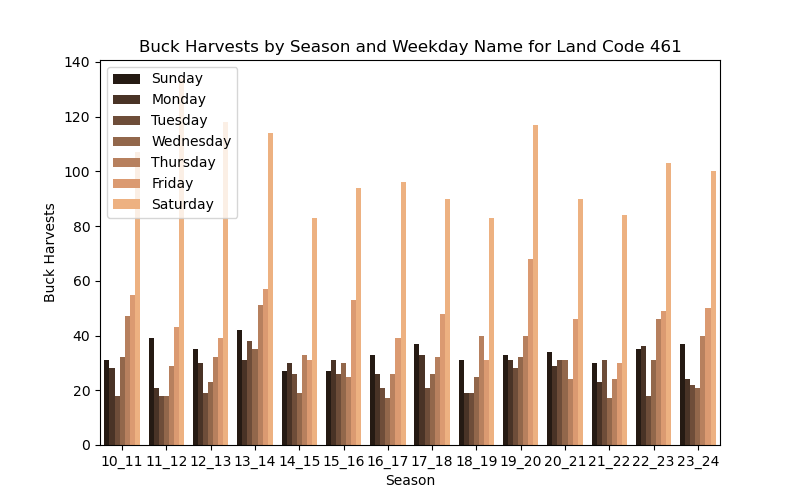 Buck Harvests by Season and Weekday Name for Land Code 461
140
120
100
80
60
40
20
0
Buck Harvests
Sunday
Monday
Tuesday
Wednesday
Thursday
Friday
Saturday
10_11 11_12 12_13 13_14 14_15 15_16 16_17 17_18 18_19 19_20 20_21 21_22 22_23 23_24
Season